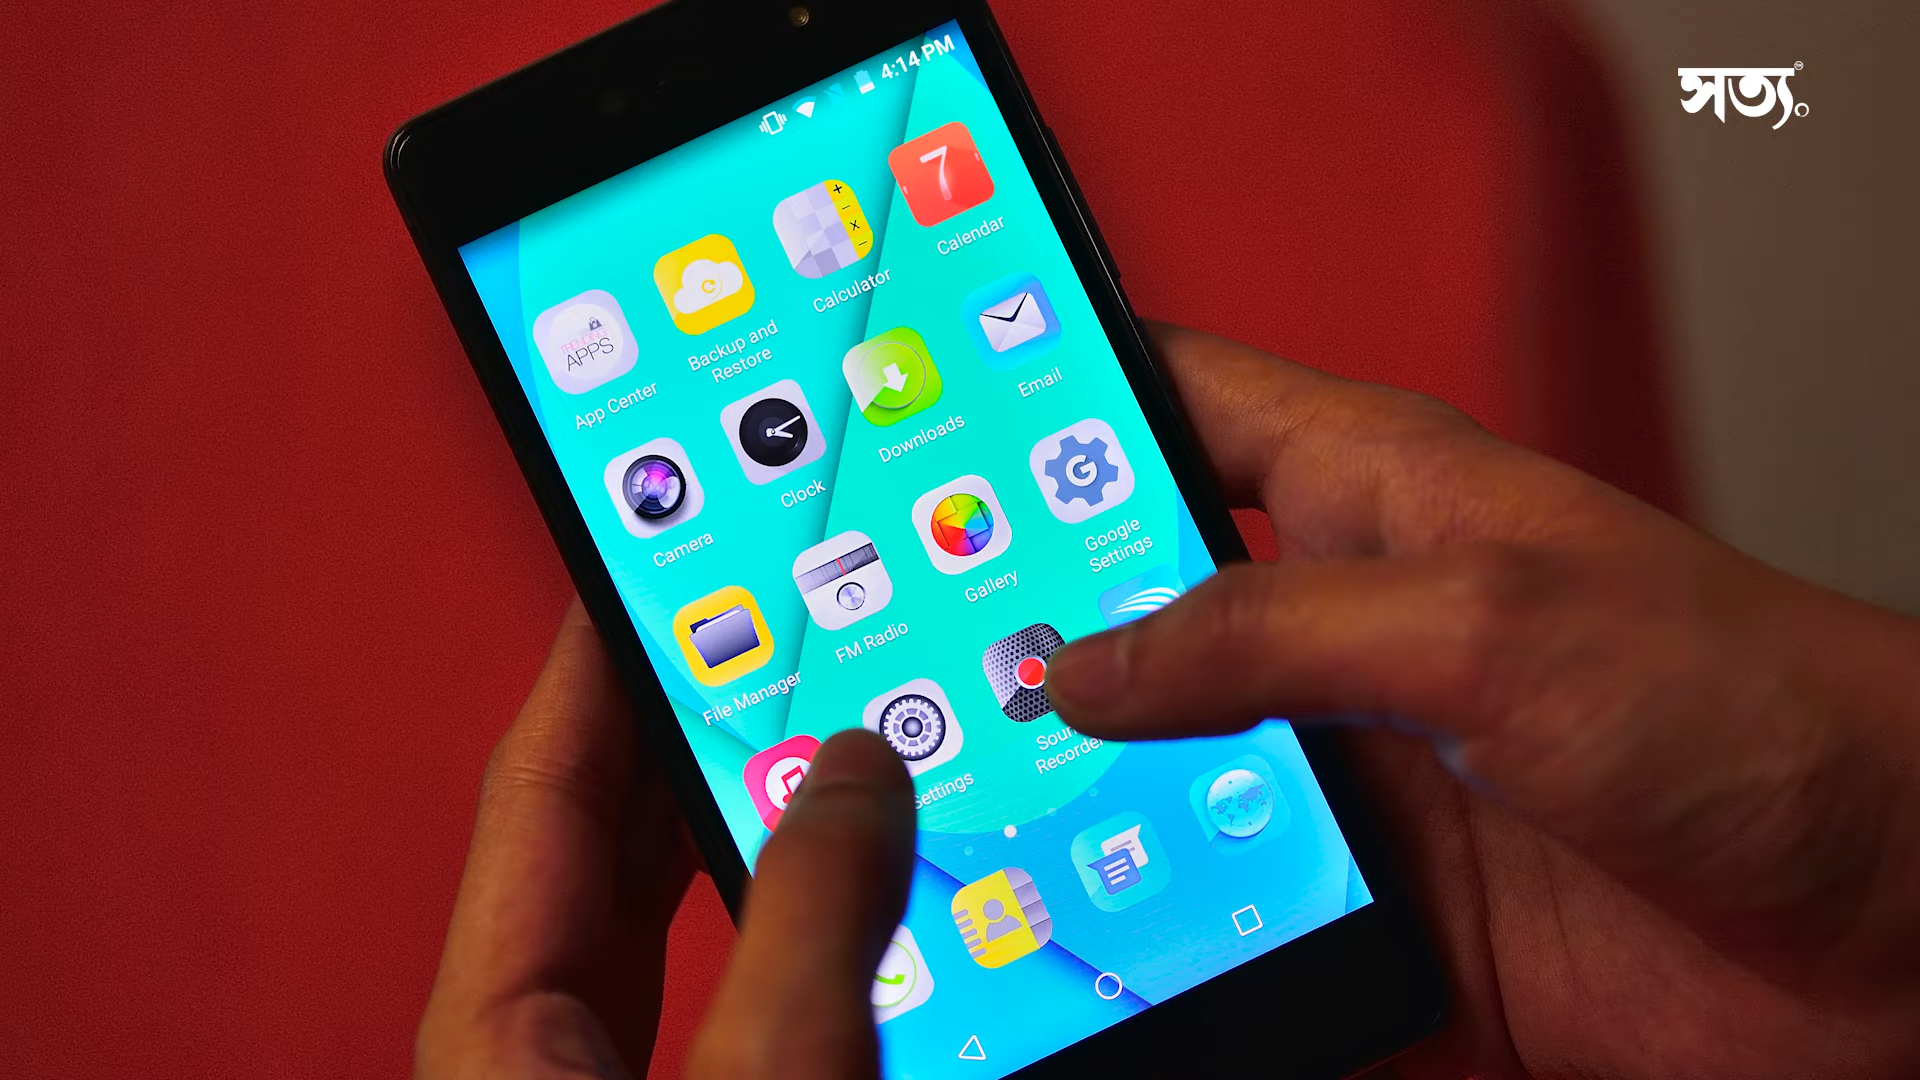 সত্য
4:14 PM
7
Calendar
Calculator
Backup and
Restore
APPS
App Center
Email
Downloads
Clock
Camera
G
Google
Settings
Gallery
FM Radio
File Manager
Recorder
Settings